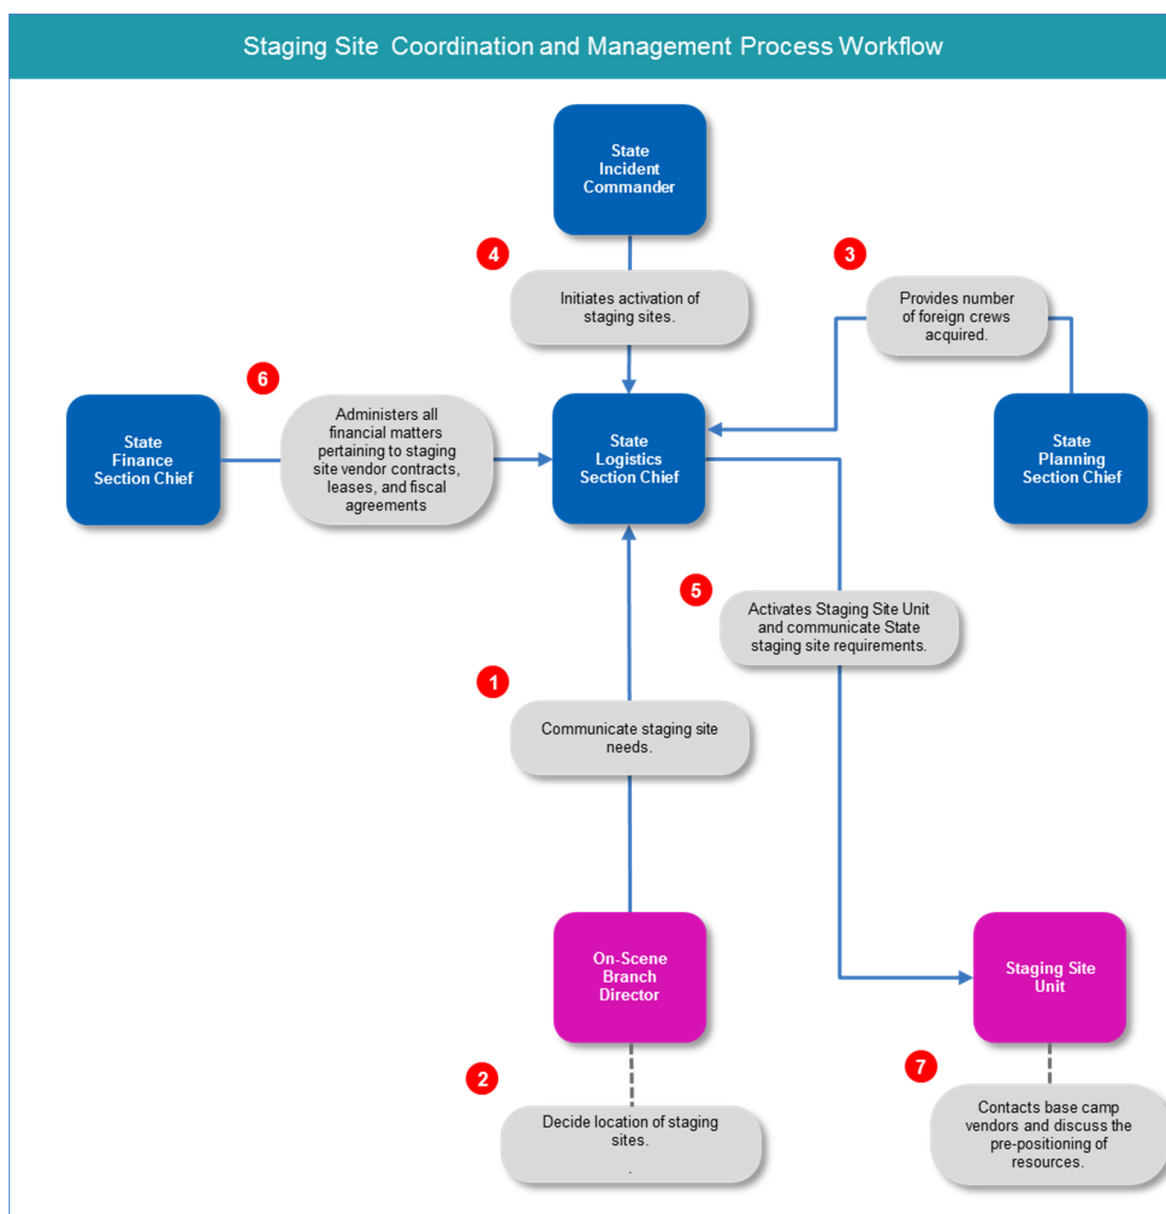 Staging Site  Coordination and Management Process Workflow
State
Incident
Commander
4
Initiates activation of
staging sites.
3
Provides number
of foreign crews
acquired.
6
State
Finance
Section Chief
Administers all
financial matters
pertaining to staging
site vendor contracts,
leases, and fiscal
agreements
State
Logistics
Section Chief
State
Planning
Section Chief
5
Activates Staging Site Unit
and communicate State
staging site requirements.
1
Communicate staging site
needs.
On-Scene
Branch
Director
Staging Site
Unit
2
Decide location of staging
sites.
.
7
Contacts base camp
vendors and discuss the
pre-positioning of
resources.